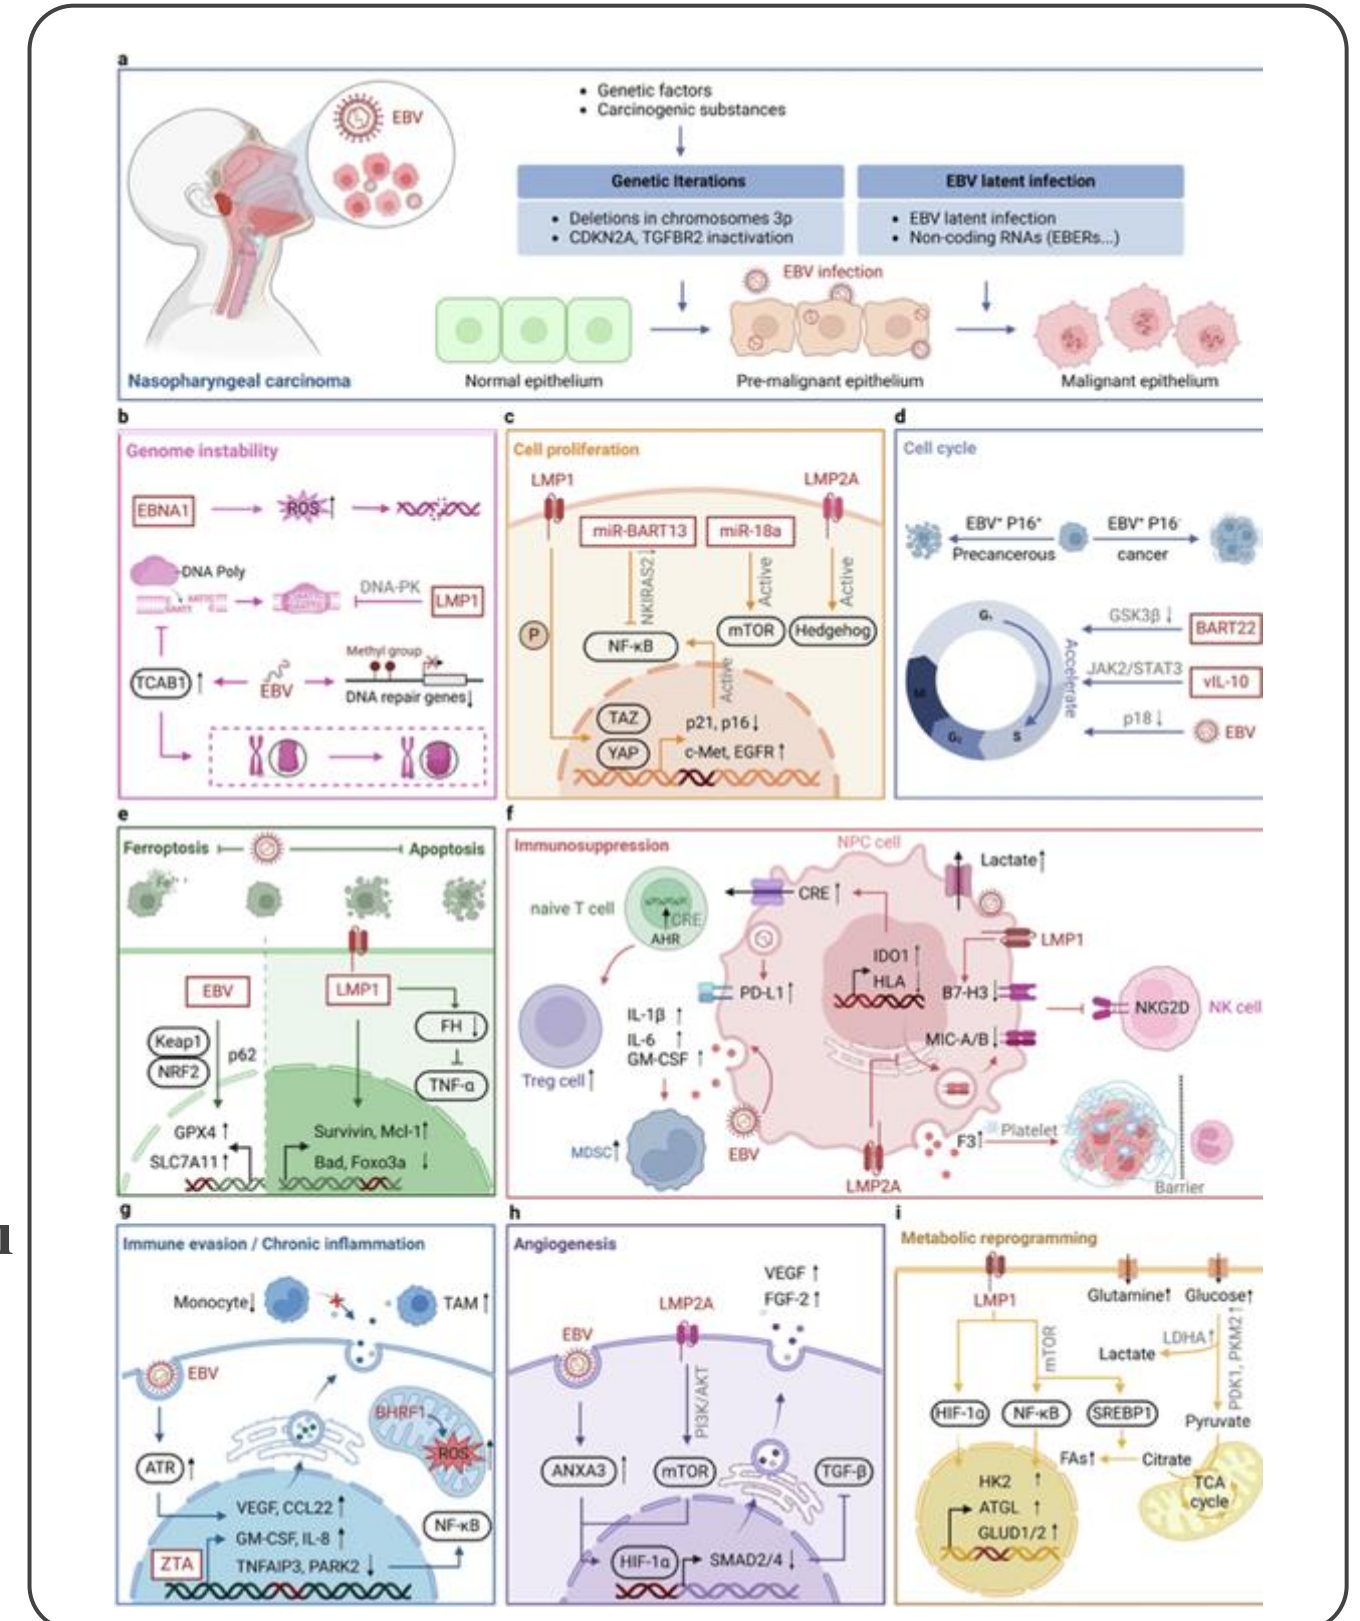 a
Genetic factors
Carcinogenic substances
EBV
Genetic Iterations
EBV latent infection
Deletions in chromosomes 3p
CDKN2A, TGFBR2 inactivation
EBV latent infection
Non-coding RNAs (EBERs...)
EBV infection
Nasopharyngeal carcinoma
Normal epithelium
Pre-malignant epithelium
Malignant epithelium
b
Genome instability
EBNA1
ROS↑
DNA Poly
DNA-PK
LMP1
TCAB1 ↑
EBV
Methyl group
DNA repair genes↓
c
Cell proliferation
LMP1
LMP2A
miR-BART13
miR-18a
NKIRAS2↓
Active
Active
P
NF-κB
mTOR
Hedgehog
Active
TAZ
YAP
p21, p16↓
c-Met, EGFR↑
d
Cell cycle
EBV⁺ P16⁺
Precancerous
EBV⁺ P16⁻
cancer
G₁
S
G₂
M
Accelerate
GSK3β ↓
BART22
JAK2/STAT3
vIL-10
p18 ↓
EBV
e
Ferroptosis
Apoptosis
Fe
EBV
LMP1
Keap1
NRF2
p62
FH ↓
TNF-α
GPX4 ↑
SLC7A11↑
Survivin, Mcl-1↑
Bad, Foxo3a ↓
f
Immunosuppression
NPC cell
Lactate↑
naive T cell
CRE
AHR
CRE ↑
LMP1
IDO1 ↑
HLA ↓
PD-L1↑
B7-H3↓
MIC-A/B↓
NKG2D
NK cell
Treg cell↑
IL-1β ↑
IL-6 ↑
GM-CSF ↑
MDSC↑
EBV
LMP2A
F3↑
Platelet
Barrier
g
Immune evasion / Chronic inflammation
Monocyte↓
TAM ↑
EBV
BHRF1
ROS ↑
ATR ↑
VEGF, CCL22 ↑
GM-CSF, IL-8 ↑
TNFAIP3, PARK2 ↓
NF-κB
ZTA
h
Angiogenesis
VEGF ↑
FGF-2 ↑
LMP2A
EBV
PI3K/AKT
ANXA3 ↑
mTOR
TGF-β
HIF-1α
SMAD2/4 ↓
i
Metabolic reprogramming
LMP1
Glutamine↑
Glucose↑
mTOR
LDHA↑
Lactate
PDK1, PKM2↑
HIF-1α
NF-κB
SREBP1
Pyruvate
FAs↑
Citrate
TCA
cycle
HK2 ↑
ATGL ↑
GLUD1/2 ↑